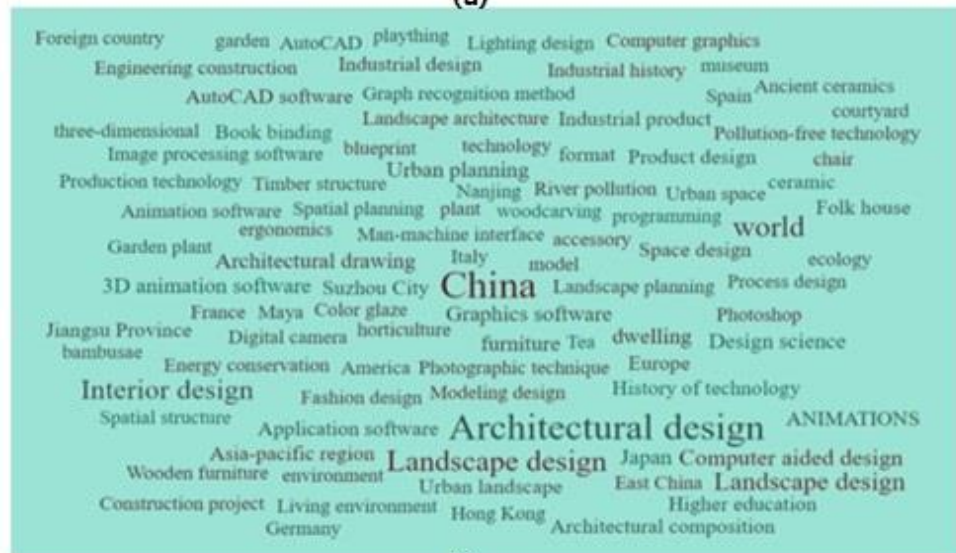 (a)
Foreign country garden AutoCAD plaything Lighting design Computer graphics
Engineering construction Industrial design Industrial history museum
AutoCAD software Graph recognition method Spain Ancient ceramics
Landscape architecture Industrial product courtyard
three-dimensional Book binding Pollution-free technology
Image processing software blueprint technology format Product design chair
Urban planning
Production technology Timber structure Nanjing River pollution Urban space ceramic
Animation software Spatial planning plant woodcarving programming world Folk house
ergonomics Man-machine interface accessory Space design
Garden plant Architectural drawing Italy model ecology
3D animation software Suzhou City China Landscape planning Process design
France Maya Color glaze Graphics software Photoshop
Jiangsu Province Digital camera horticulture furniture Tea dwelling Design science
bambusae
Energy conservation America Photographic technique Europe
Interior design Fashion design Modeling design History of technology
Spatial structure Application software Architectural design ANIMATIONS
Asia-pacific region Landscape design Japan Computer aided design
Wooden furniture environment Urban landscape East China Landscape design
Construction project Living environment Hong Kong Higher education
Germany Architectural composition